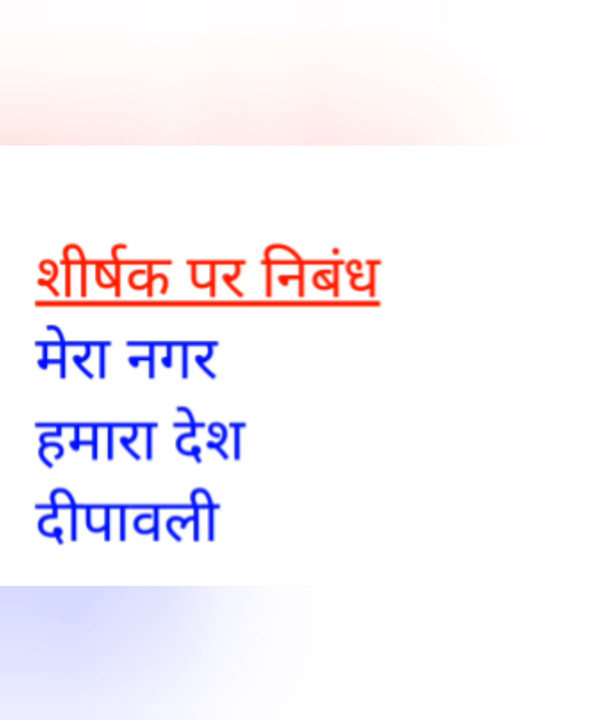 शीर्षक पर निबंध
मेरा नगर
हमारा देश
दीपावली